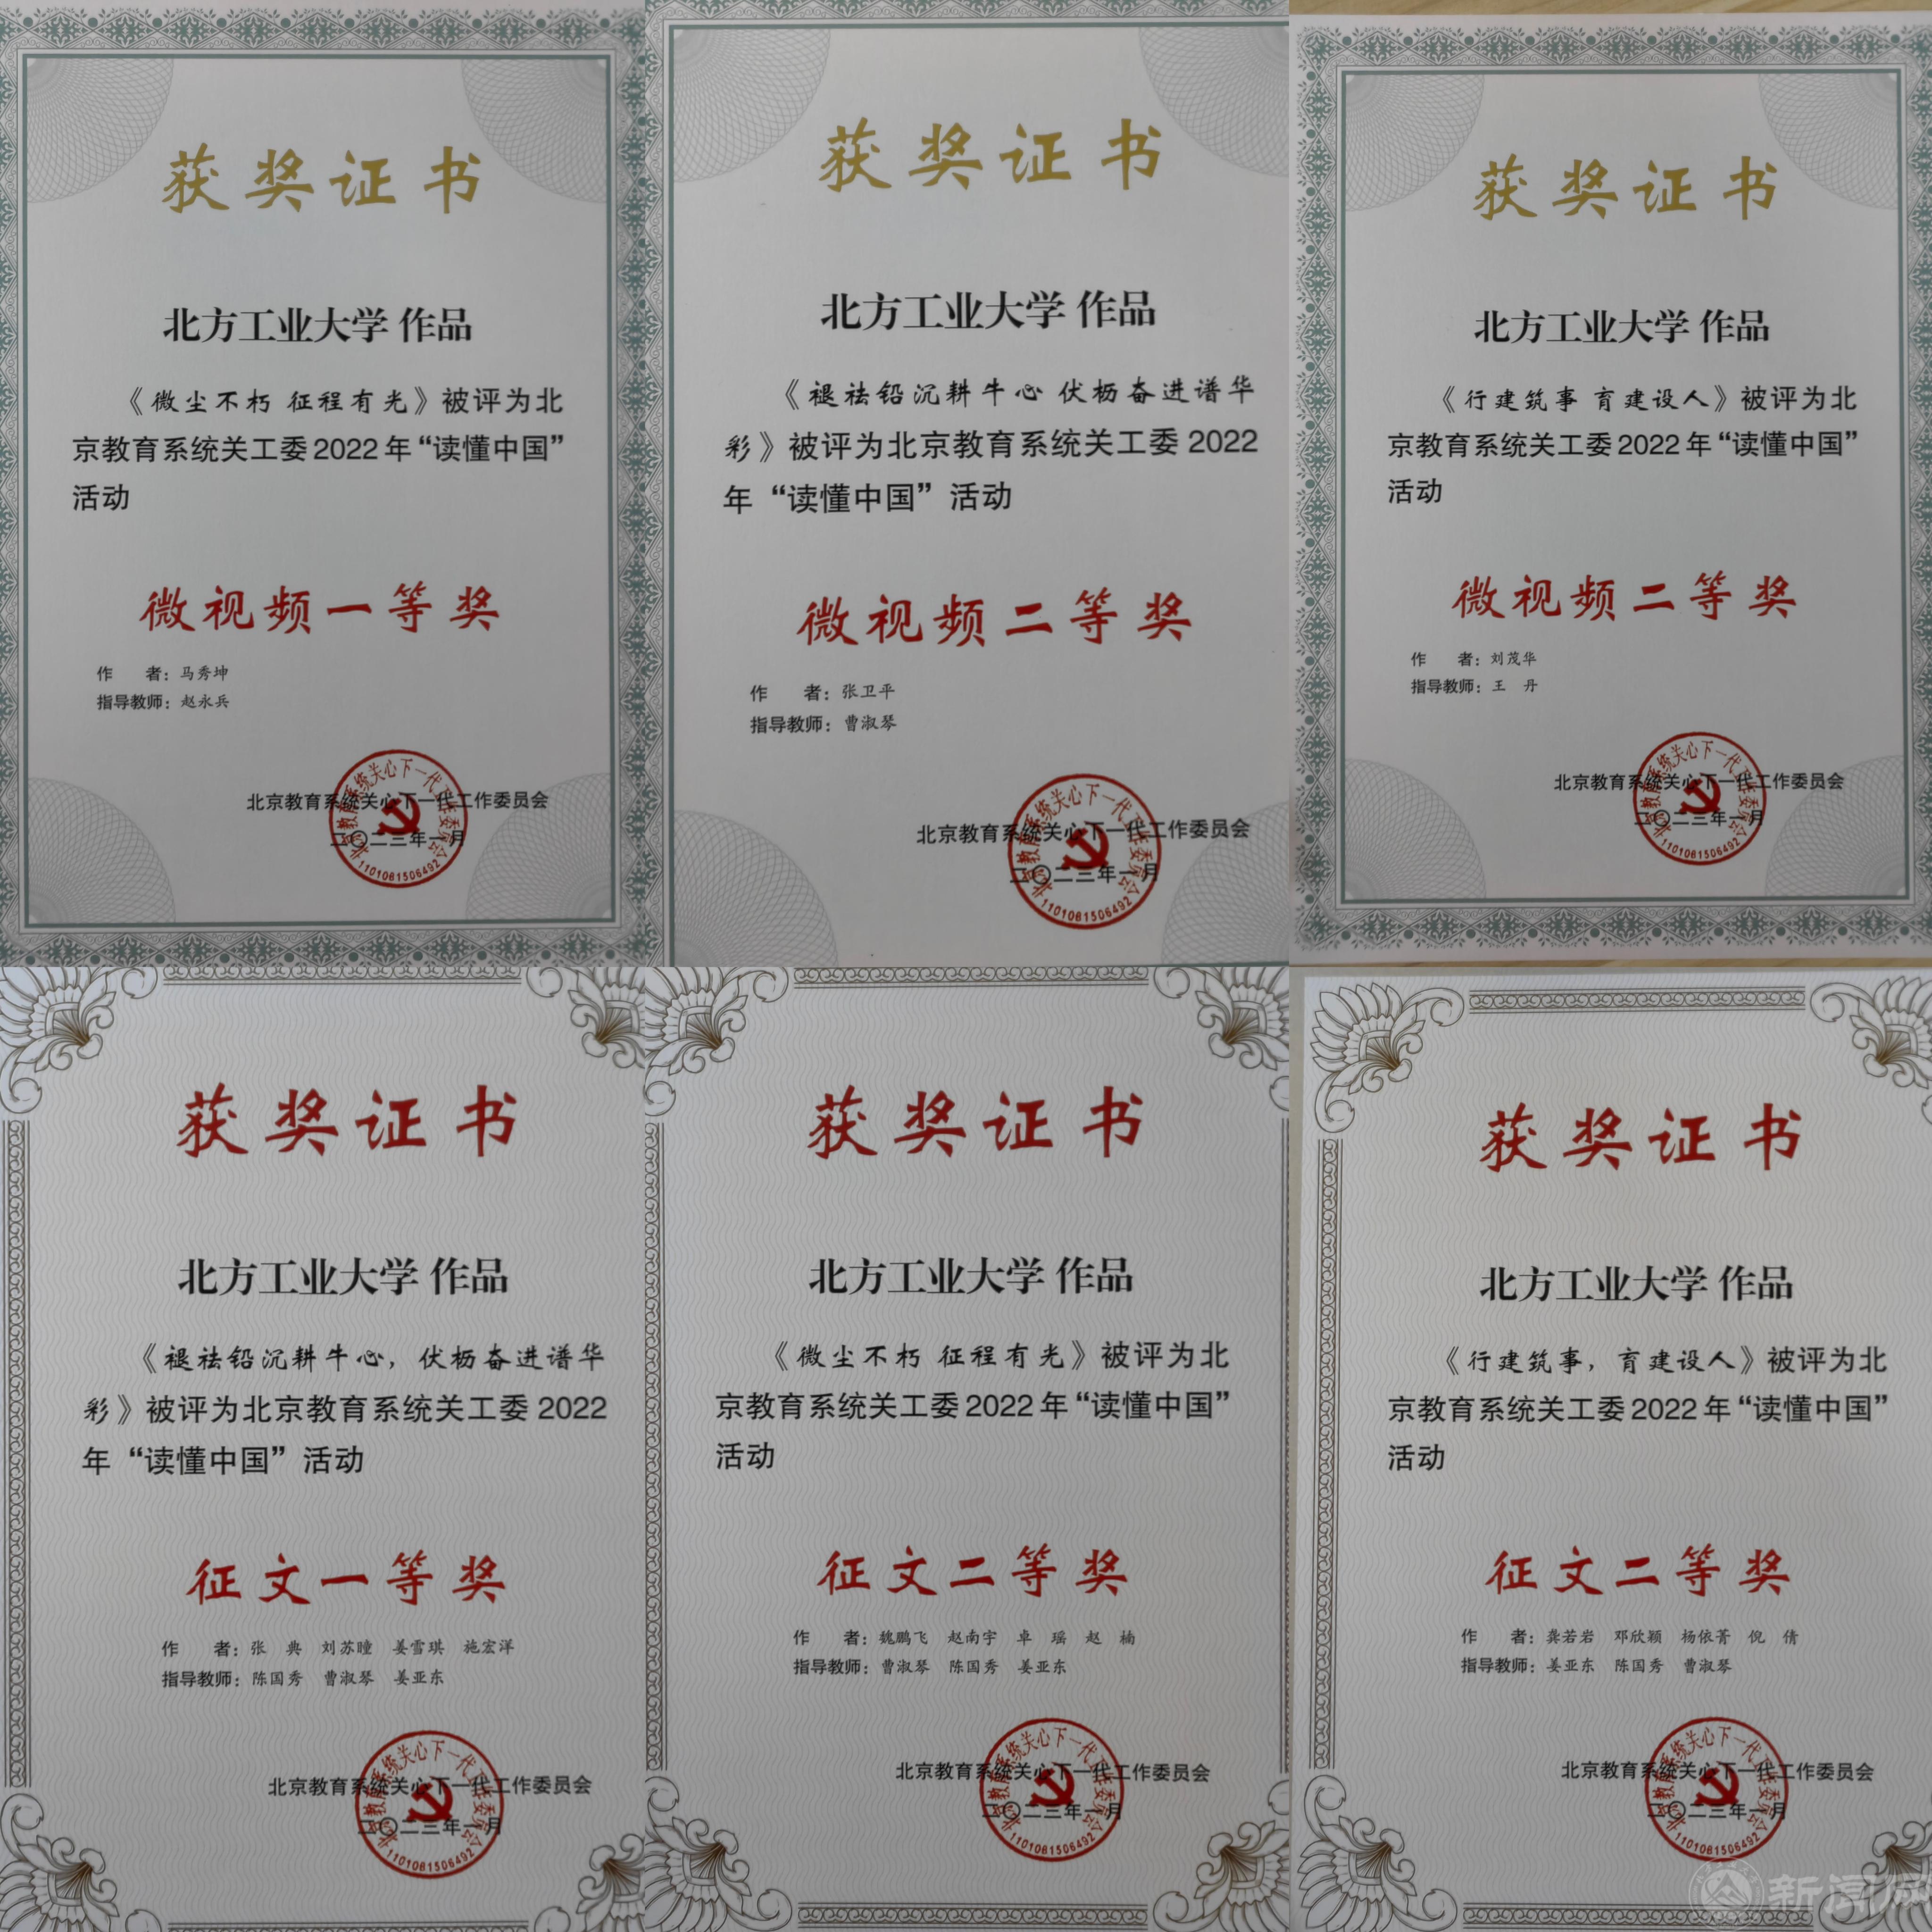 获奖证书
北方工业大学 作品
《微尘不朽 征程有光》被评为北
京教育系统关工委2022年“读懂中国”
活动
微视频一等奖
作 者：马秀坤
指导教师：赵永兵
北京教育系统关心下一代工作委员会
二〇二三年一月
1101081506492
获奖证书
北方工业大学 作品
《褪祛铅沉耕牛心 伏枥奋进谱华
彩》被评为北京教育系统关工委2022
年“读懂中国”活动
微视频二等奖
作 者：张卫平
指导教师：曹淑琴
北京教育系统关心下一代工作委员会
二〇二三年一月
1101081506492
获奖证书
北方工业大学 作品
《行建筑事 育建设人》被评为北
京教育系统关工委2022年“读懂中国”
活动
微视频二等奖
作 者：刘茂华
指导教师：王 丹
北京教育系统关心下一代工作委员会
二〇二三年一月
1101081506492
获奖证书
北方工业大学 作品
《褪祛铅沉耕牛心，伏枥奋进谱华
彩》被评为北京教育系统关工委2022
年“读懂中国”活动
征文一等奖
作 者：张 典 刘苏瞳 姜雪琪 施宏洋
指导教师：陈国秀 曹淑琴 姜亚东
北京教育系统关心下一代工作委员会
二〇二三年一月
1101081506492
获奖证书
北方工业大学 作品
《微尘不朽 征程有光》被评为北
京教育系统关工委2022年“读懂中国”
活动
征文二等奖
作 者：魏鹏飞 赵南宇 卓 瑶 赵 楠
指导教师：曹淑琴 陈国秀 姜亚东
北京教育系统关心下一代工作委员会
二〇二三年一月
1101081506492
获奖证书
北方工业大学 作品
《行建筑事，育建设人》被评为北
京教育系统关工委2022年“读懂中国”
活动
征文二等奖
作 者：龚若岩 邓欣颖 杨依菁 倪 倩
指导教师：姜亚东 陈国秀 曹淑琴
北京教育系统关心下一代工作委员会
二〇二三年一月
1101081506492
新闻网